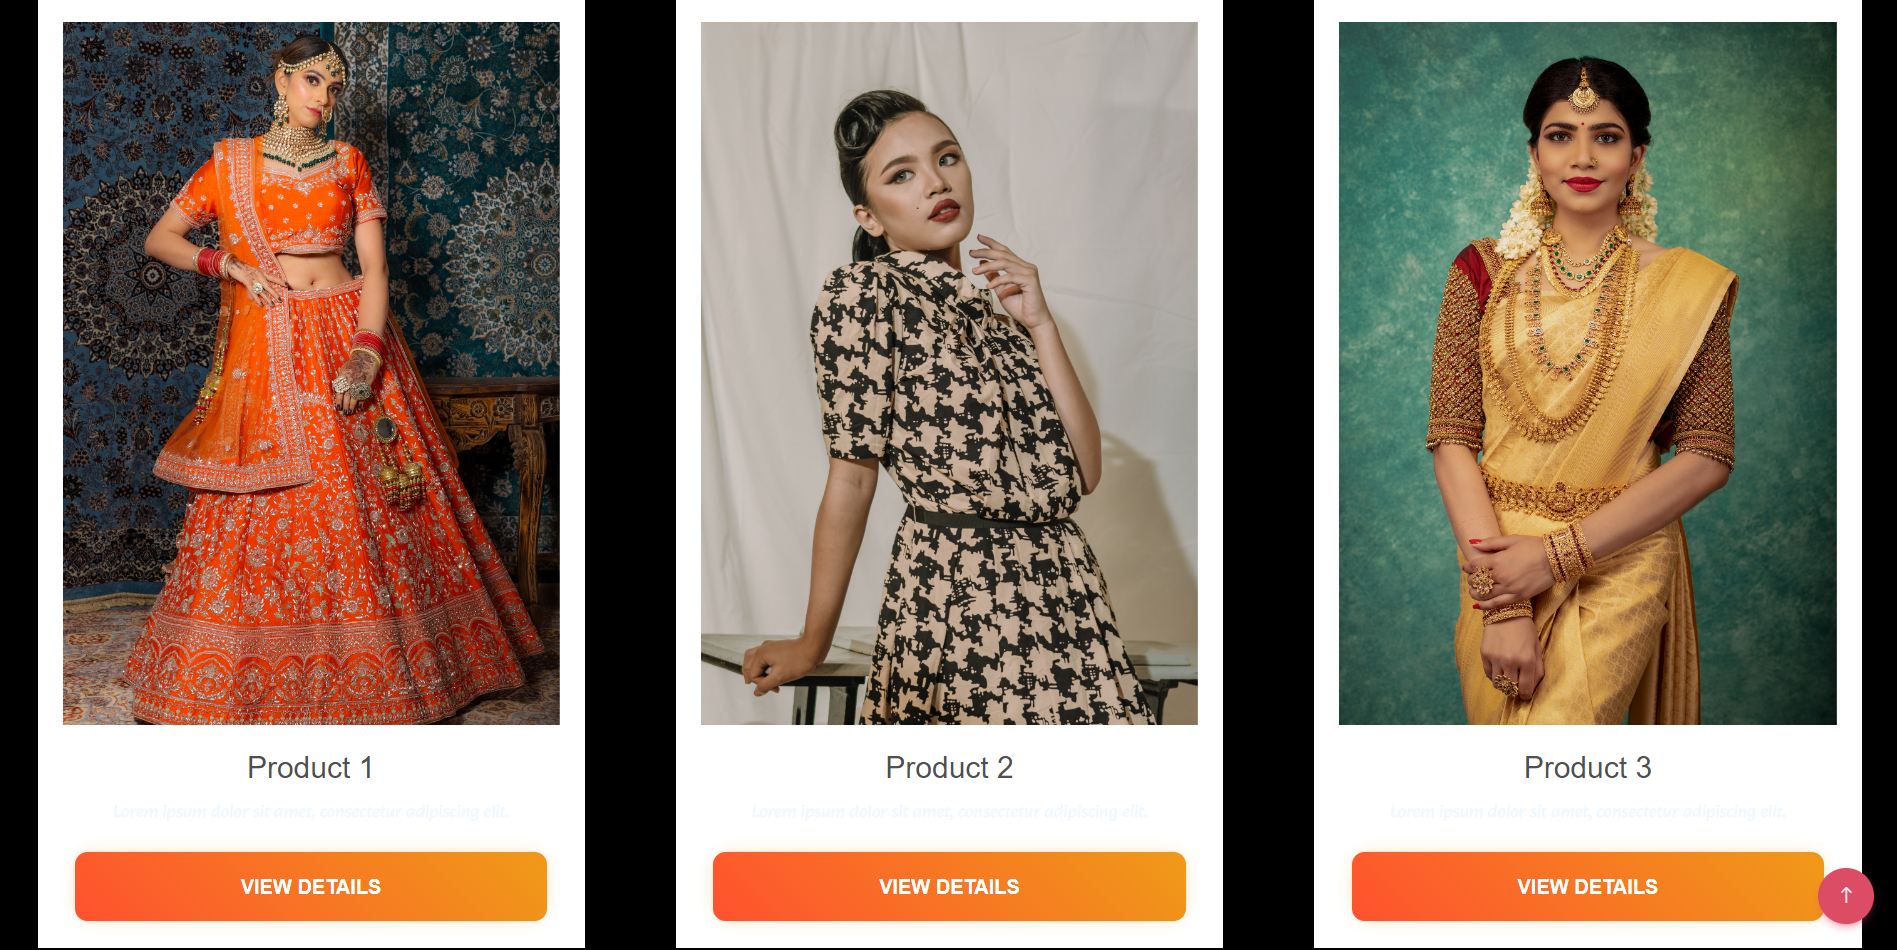 Product 1
Lorem ipsum dolor sit amet, consectetur adipiscing elit.
VIEW DETAILS
Product 2
Lorem ipsum dolor sit amet, consectetur adipiscing elit.
VIEW DETAILS
Product 3
Lorem ipsum dolor sit amet, consectetur adipiscing elit.
VIEW DETAILS